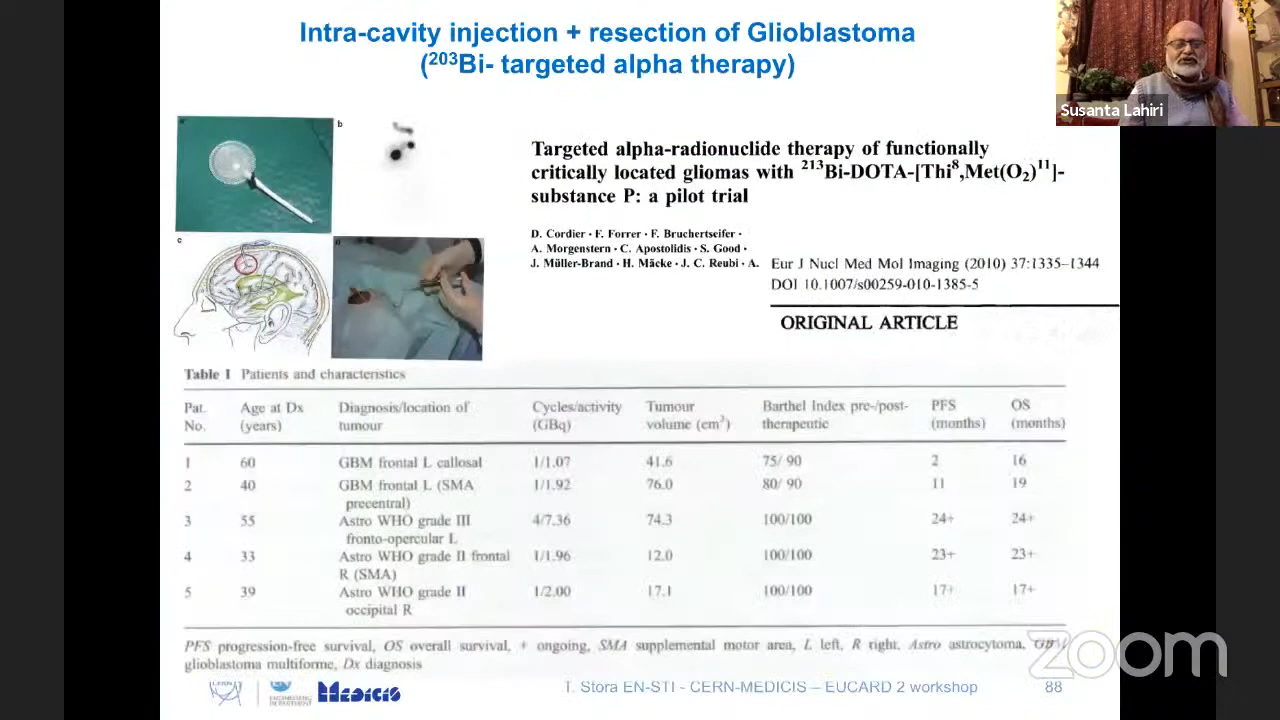 Intra-cavity injection + resection of Glioblastoma
(²⁰³Bi- targeted alpha therapy)
Susanta Lahiri
a
b
c
d
Targeted alpha-radionuclide therapy of functionally
critically located gliomas with ²¹³Bi-DOTA-[Thi⁸,Met(O₂)¹¹]-
substance P: a pilot trial
D. Cordier · F. Forrer · F. Bruchertseifer ·
A. Morgenstern · C. Apostolidis · S. Good ·
J. Müller-Brand · H. Mäcke · J. C. Reubi · A.
Eur J Nucl Med Mol Imaging (2010) 37:1335–1344
DOI 10.1007/s00259-010-1385-5
ORIGINAL ARTICLE
Table 1 Patients and characteristics
Pat. Age at Dx Diagnosis/location of Cycles/activity Tumour Barthel Index pre-/post- PFS OS
No. (years) tumour (GBq) volume (cm³) therapeutic (months) (months)
1 60 GBM frontal L callosal 1/1.07 41.6 75/ 90 2 16
2 40 GBM frontal L (SMA 1/1.92 76.0 80/ 90 11 19
precentral)
3 55 Astro WHO grade III 4/7.36 74.3 100/100 24+ 24+
fronto-opercular L
4 33 Astro WHO grade II frontal 1/1.96 12.0 100/100 23+ 23+
R (SMA)
5 39 Astro WHO grade II 1/2.00 17.1 100/100 17+ 17+
occipital R
PFS progression-free survival, OS overall survival, + ongoing, SMA supplemental motor area, L left, R right, Astro astrocytoma, GBM
glioblastoma multiforme, Dx diagnosis
zoom
CERN
ENGINEERING
DEPARTMENT
MEDICIS
T. Stora EN-STI - CERN-MEDICIS – EUCARD 2 workshop
88